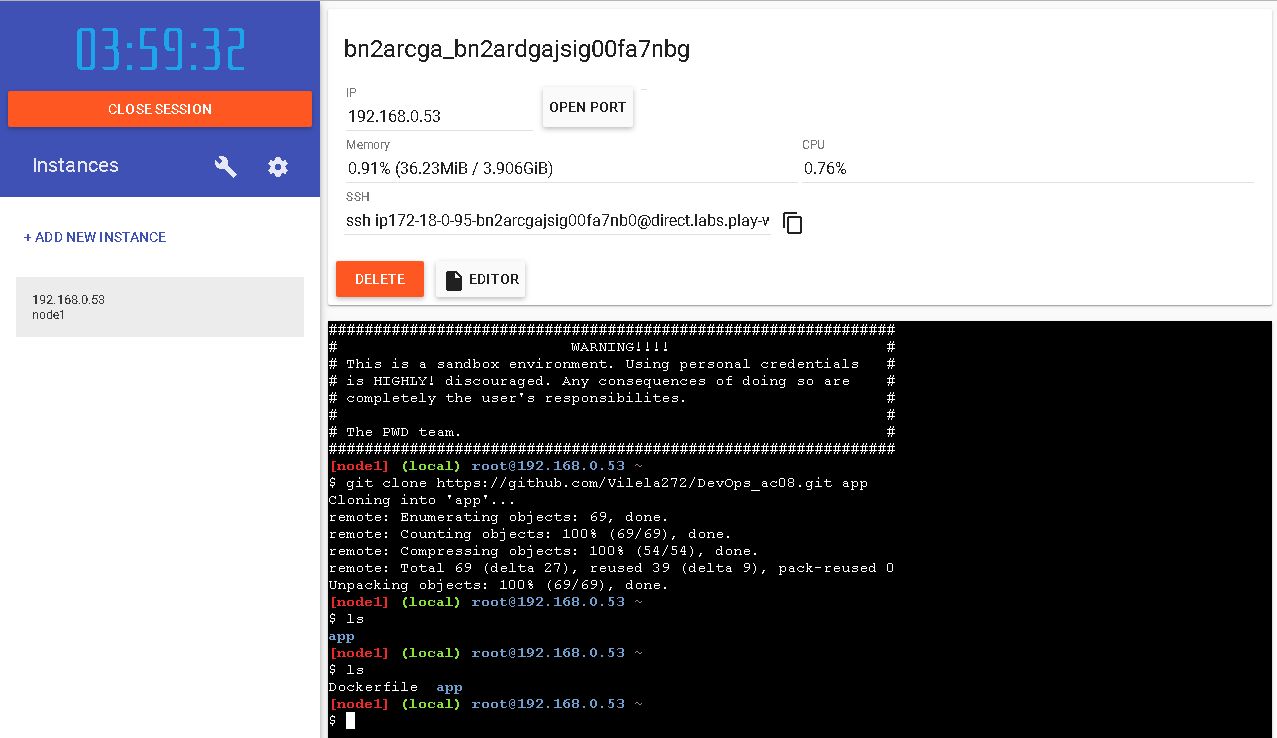 03:59:32
CLOSE SESSION
Instances
+ ADD NEW INSTANCE
192.168.0.53
node1
bn2arcga_bn2ardgajsig00fa7nbg
IP
192.168.0.53
OPEN PORT
Memory
0.91% (36.23MiB / 3.906GiB)
CPU
0.76%
SSH
ssh ip172-18-0-95-bn2arcgajsig00fa7nb0@direct.labs.play-w
DELETE
EDITOR
###############################################################
# WARNING!!!! #
# This is a sandbox environment. Using personal credentials #
# is HIGHLY! discouraged. Any consequences of doing so are #
# completely the user's responsibilites. #
# #
# The PWD team. #
###############################################################
[node1] (local) root@192.168.0.53 ~
$ git clone https://github.com/Vilela272/DevOps_ac08.git app
Cloning into 'app'...
remote: Enumerating objects: 69, done.
remote: Counting objects: 100% (69/69), done.
remote: Compressing objects: 100% (54/54), done.
remote: Total 69 (delta 27), reused 39 (delta 9), pack-reused 0
Unpacking objects: 100% (69/69), done.
[node1] (local) root@192.168.0.53 ~
$ ls
app
[node1] (local) root@192.168.0.53 ~
$ ls
Dockerfile app
[node1] (local) root@192.168.0.53 ~
$